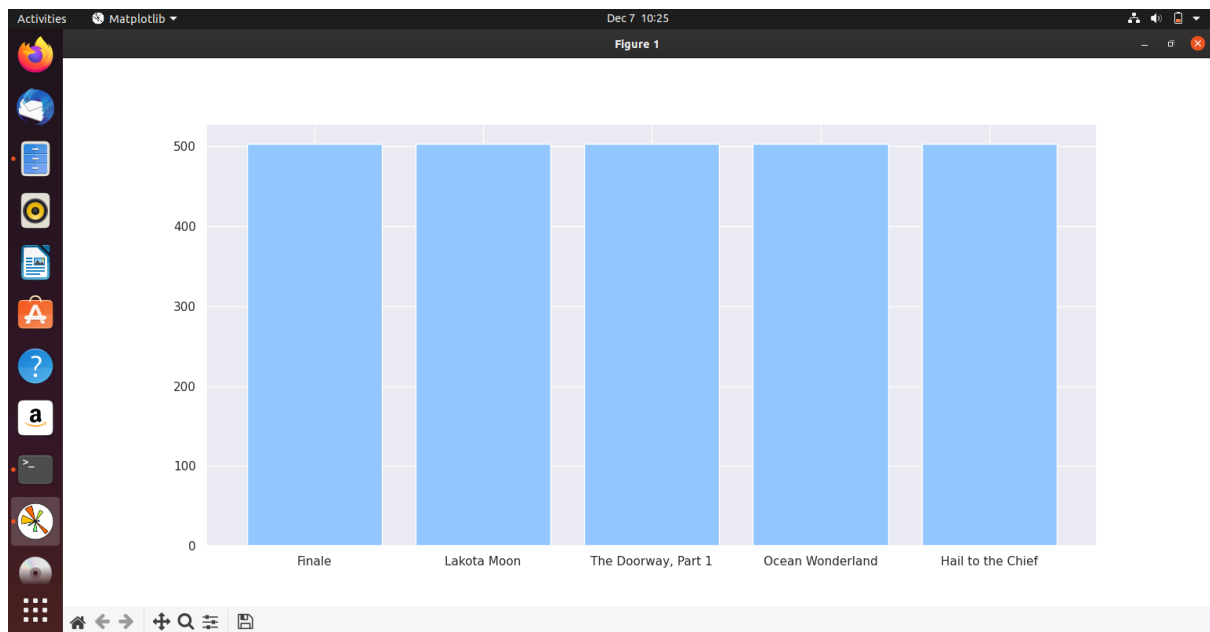 Activities Matplotlib Dec 7 10:25
Figure 1
500
400
300
200
100
0
Finale Lakota Moon The Doorway, Part 1 Ocean Wonderland Hail to the Chief
?
a
>_